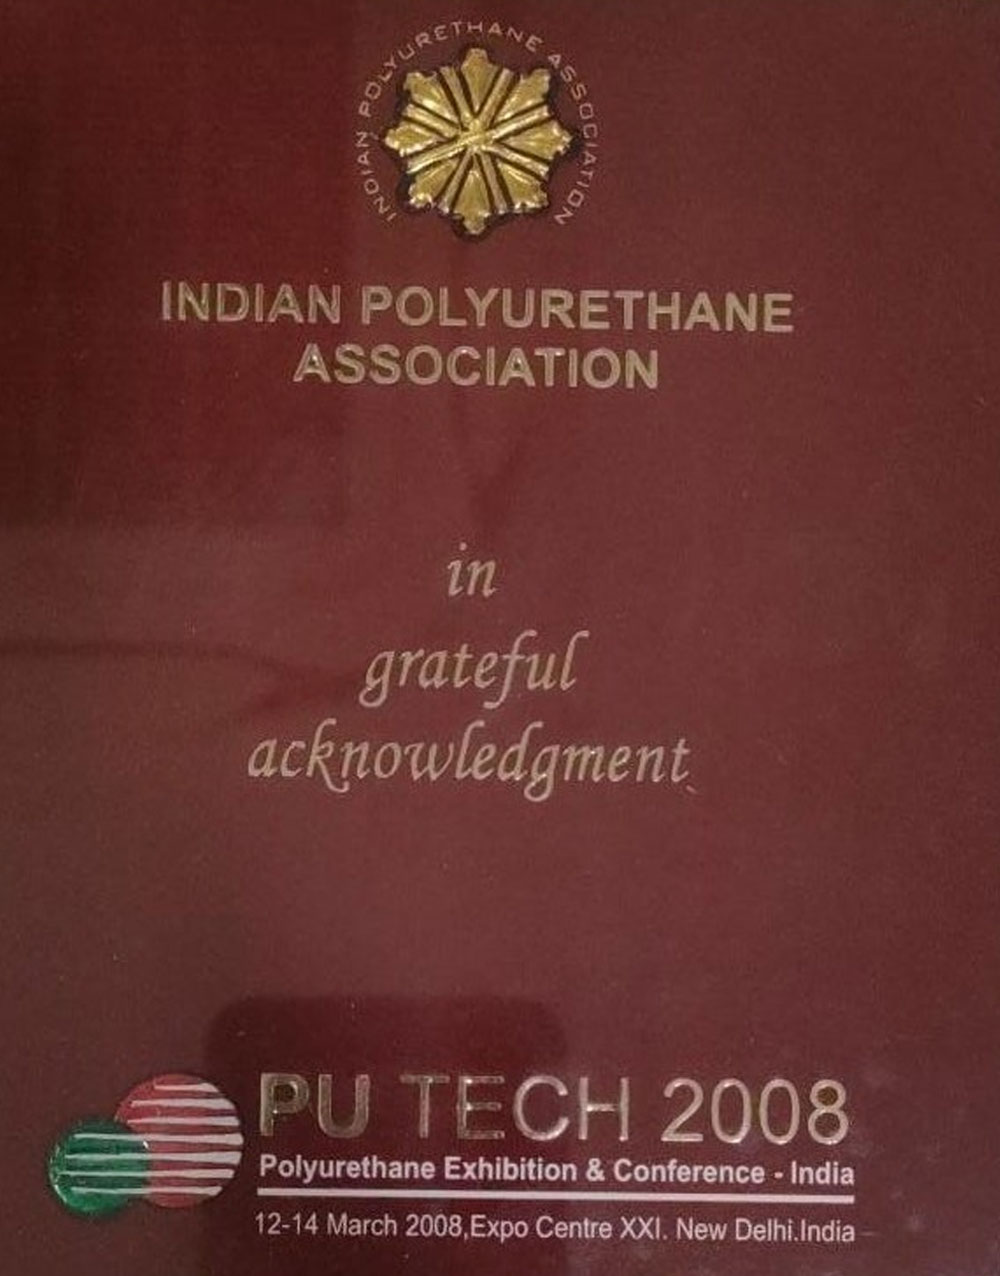 INDIAN POLYURETHANE ASSOCIATION
INDIAN POLYURETHANE
ASSOCIATION
in
grateful
acknowledgment
PU TECH 2008
Polyurethane Exhibition & Conference - India
12-14 March 2008,Expo Centre XXI. New Delhi.India